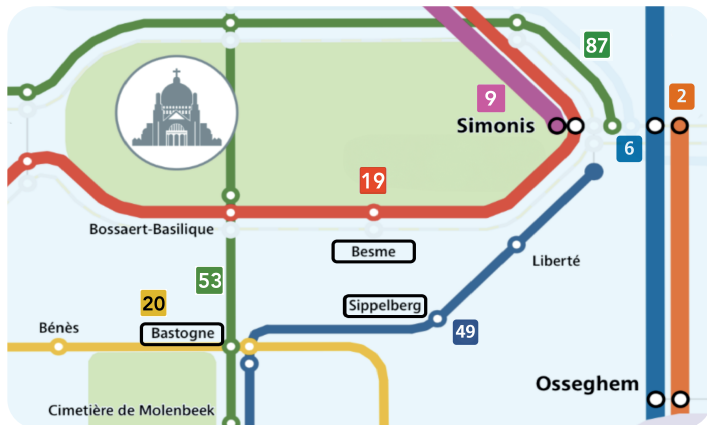 87
9
2
Simonis
6
19
Bossaert-Basilique
Besme
Liberté
53
20
Sippelberg
Bénès
Bastogne
49
Osseghem
Cimetière de Molenbeek